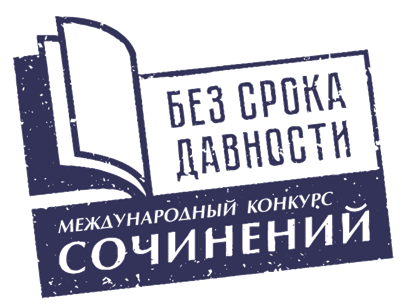 БЕЗ СРОКА
ДАВНОСТИ
МЕЖДУНАРОДНЫЙ КОНКУРС
СОЧИНЕНИЙ